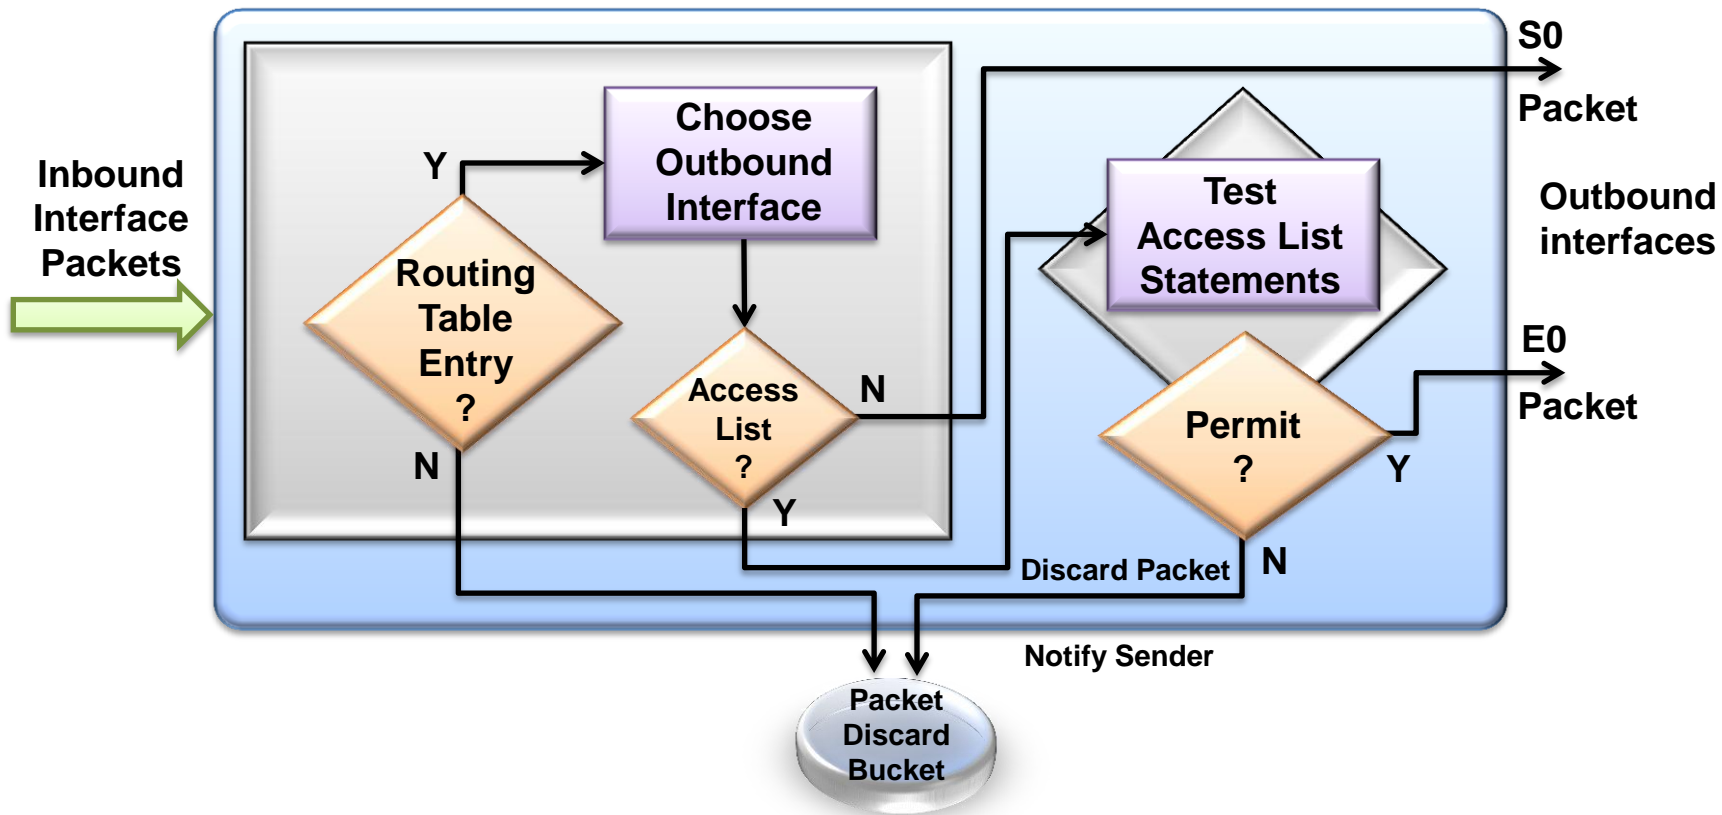 Inbound
Interface
Packets
Y
Choose
Outbound
Interface
Routing
Table
Entry
?
N
Access
List
?
N
Y
S0
Packet
Test
Access List
Statements
Outbound
interfaces
E0
Packet
Permit
?
Y
N
Discard Packet
Notify Sender
Packet
Discard
Bucket